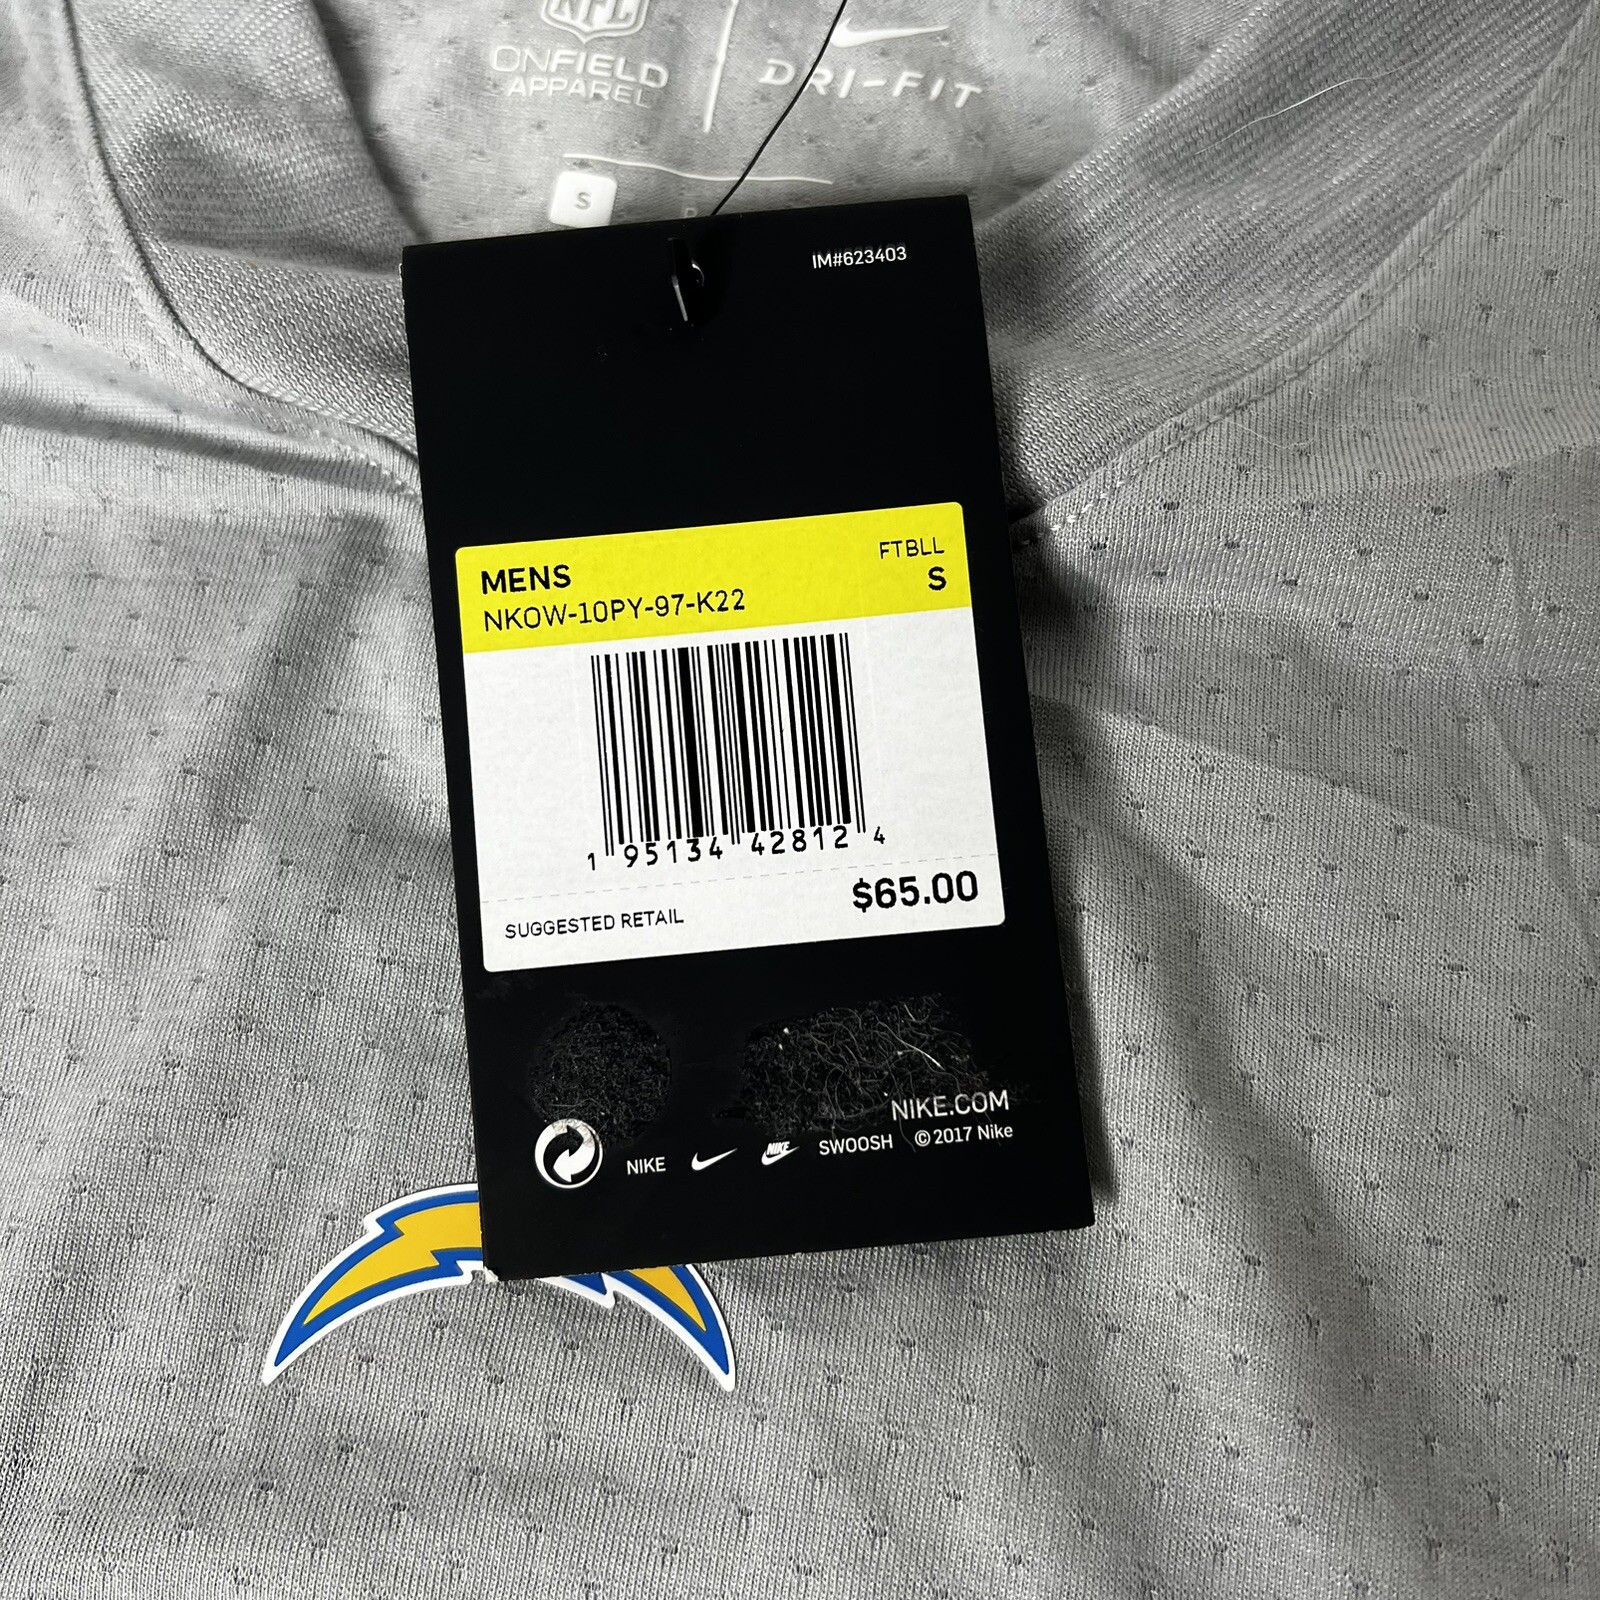 NFL
ONFIELD
APPAREL
DRI-FIT
S
IM#623403
MENS
FTBLL
NKOW-10PY-97-K22
S
1 95134 42812 4
$65.00
SUGGESTED RETAIL
NIKE.COM
NIKE NIKE SWOOSH © 2017 Nike